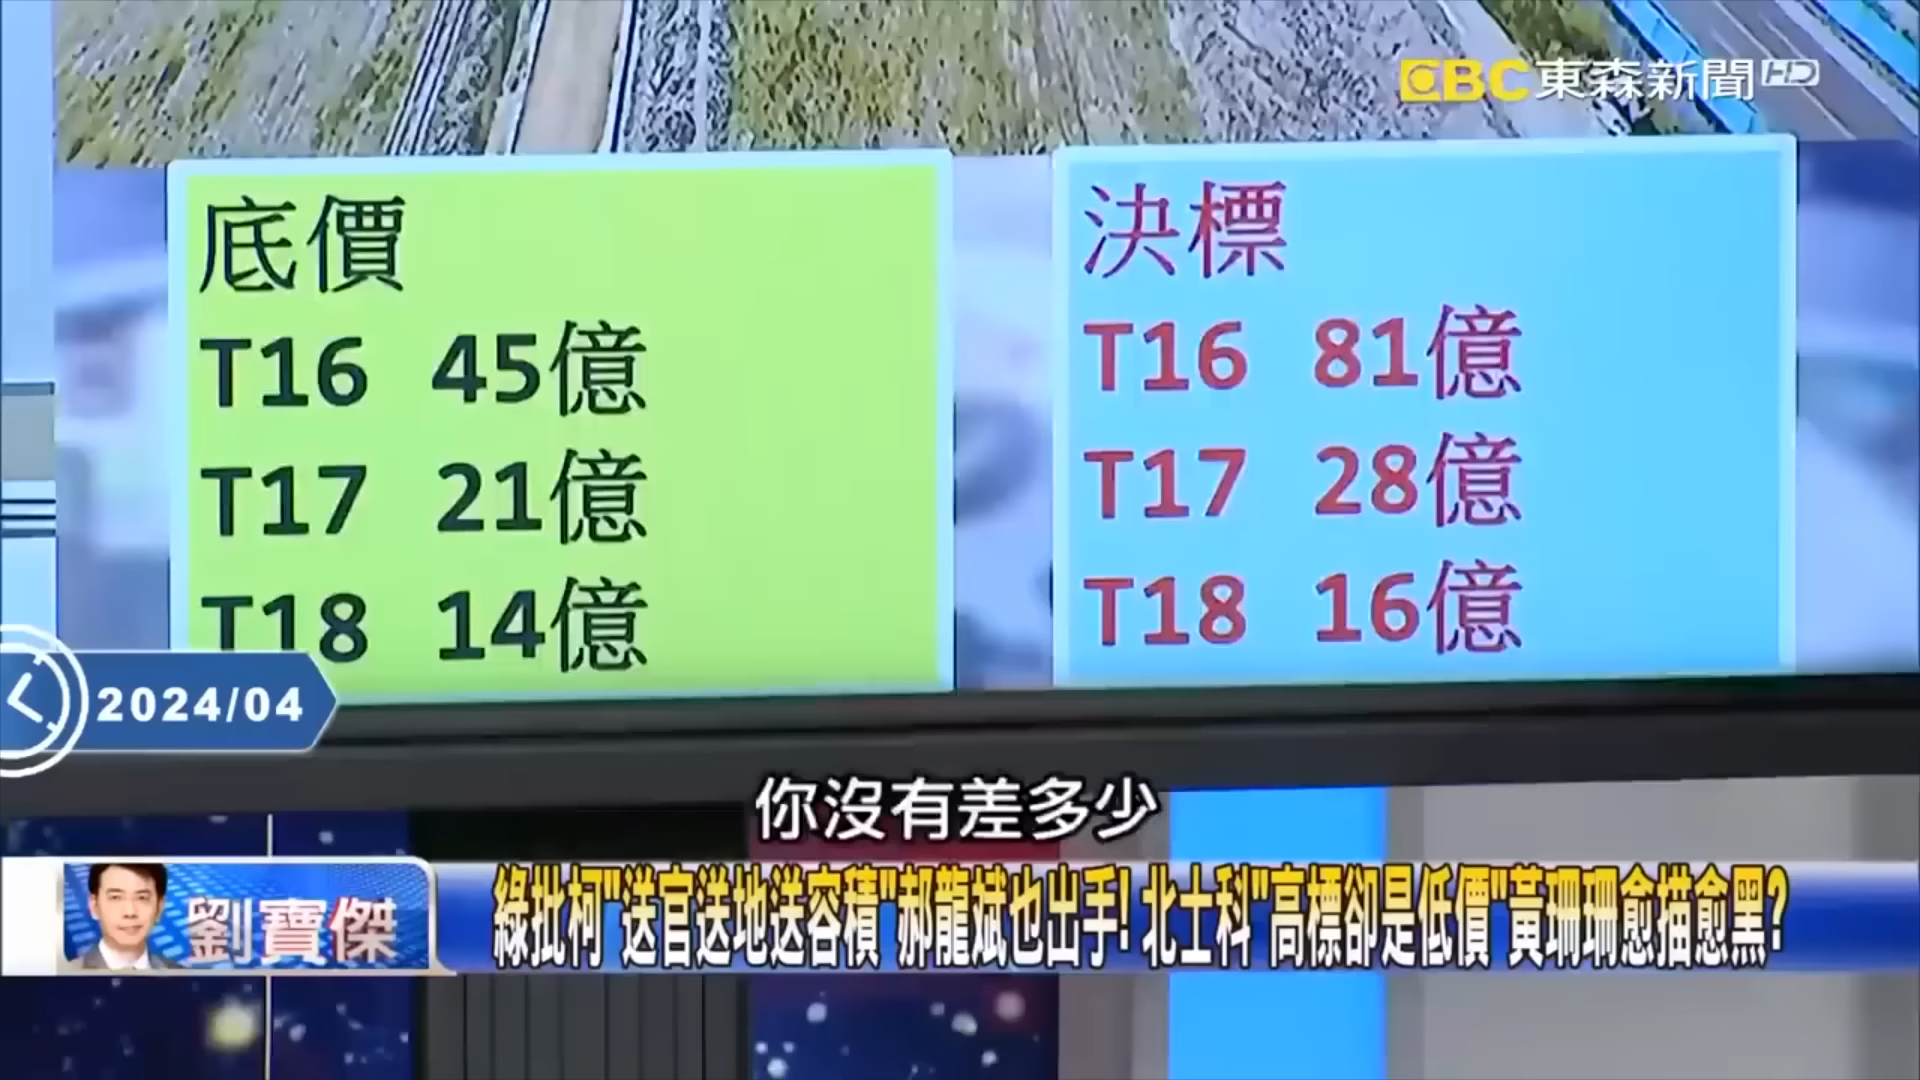 EBC東森新聞HD
底價
T16 45億
T17 21億
T18 14億
決標
T16 81億
T17 28億
T18 16億
2024/04
你沒有差多少
劉寶傑
綠批柯"送官送地送容積"郝龍斌也出手! 北士科"高標卻是低價"黃珊珊愈描愈黑?